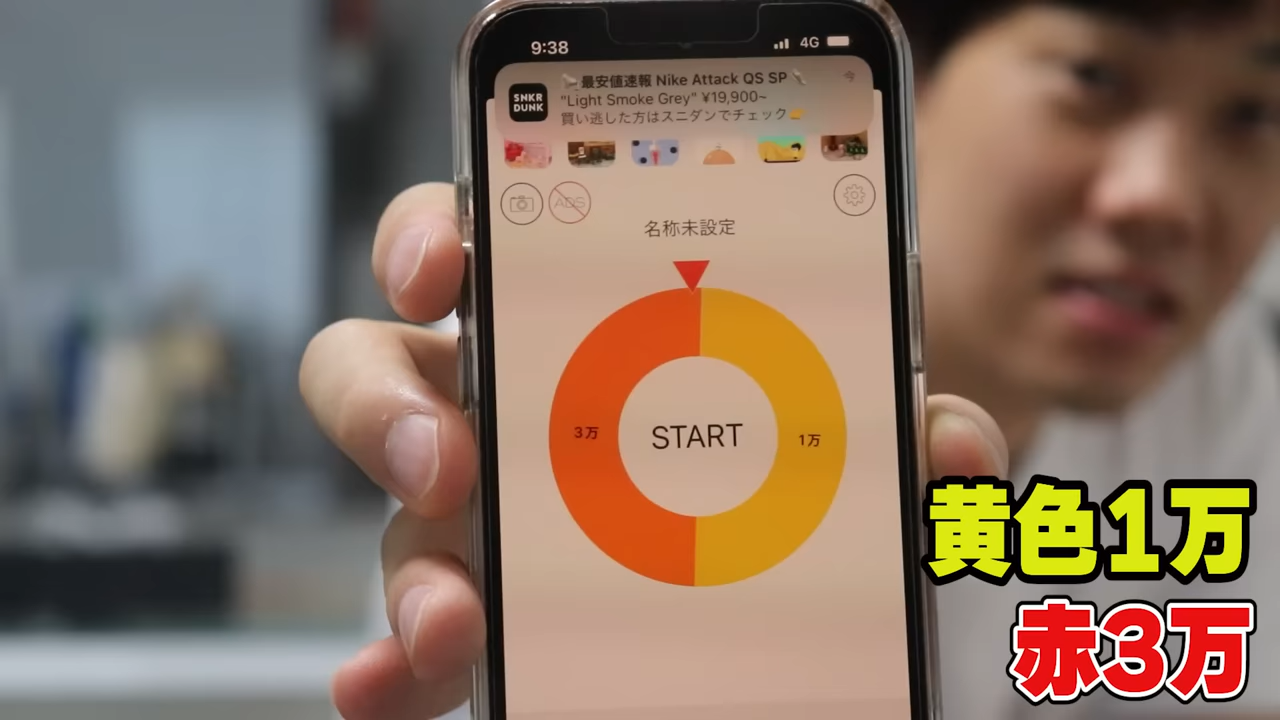 9:38
4G
SNKR
DUNK
最安値速報 Nike Attack QS SP
今
"Light Smoke Grey" ¥19,900~
買い逃した方はスニダンでチェック
ADS
名称未設定
3万
START
1万
黄色1万
赤3万